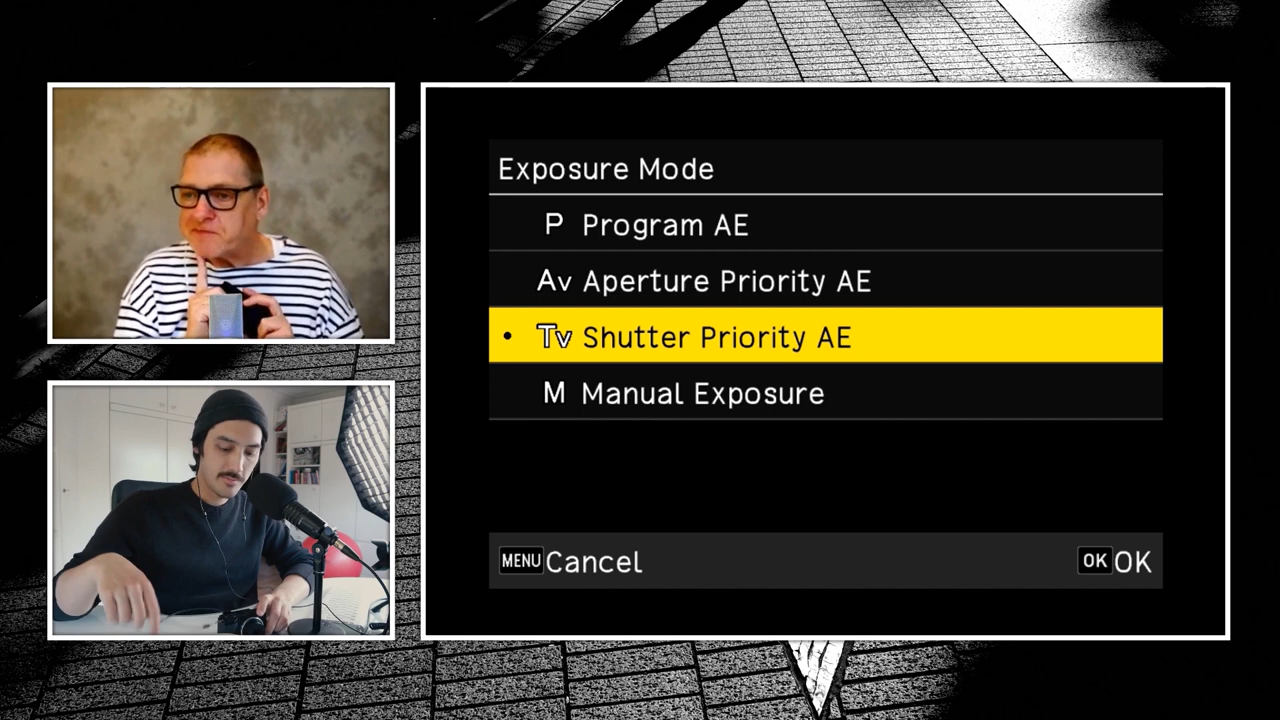 Exposure Mode
P Program AE
Av Aperture Priority AE
• Tv Shutter Priority AE
M Manual Exposure
MENU Cancel
OK OK